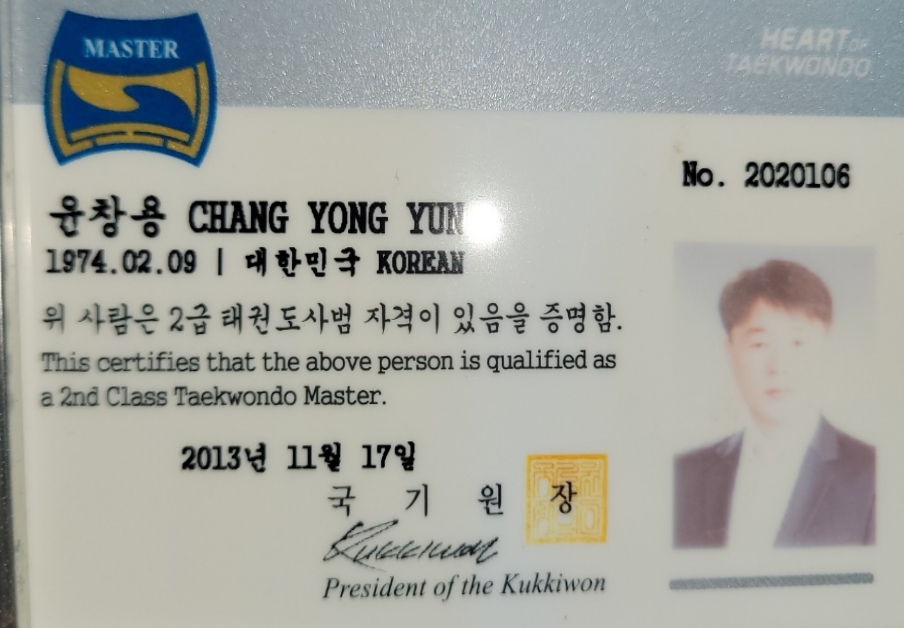 MASTER
HEART OF
TAEKWONDO
No. 2020106
윤창용 CHANG YONG YUN
1974.02.09 | 대한민국 KOREAN
위 사람은 2급 태권도사범 자격이 있음을 증명함.
This certifies that the above person is qualified as
a 2nd Class Taekwondo Master.
2013년 11월 17일
국 기 원 장
Kukkiwon
President of the Kukkiwon